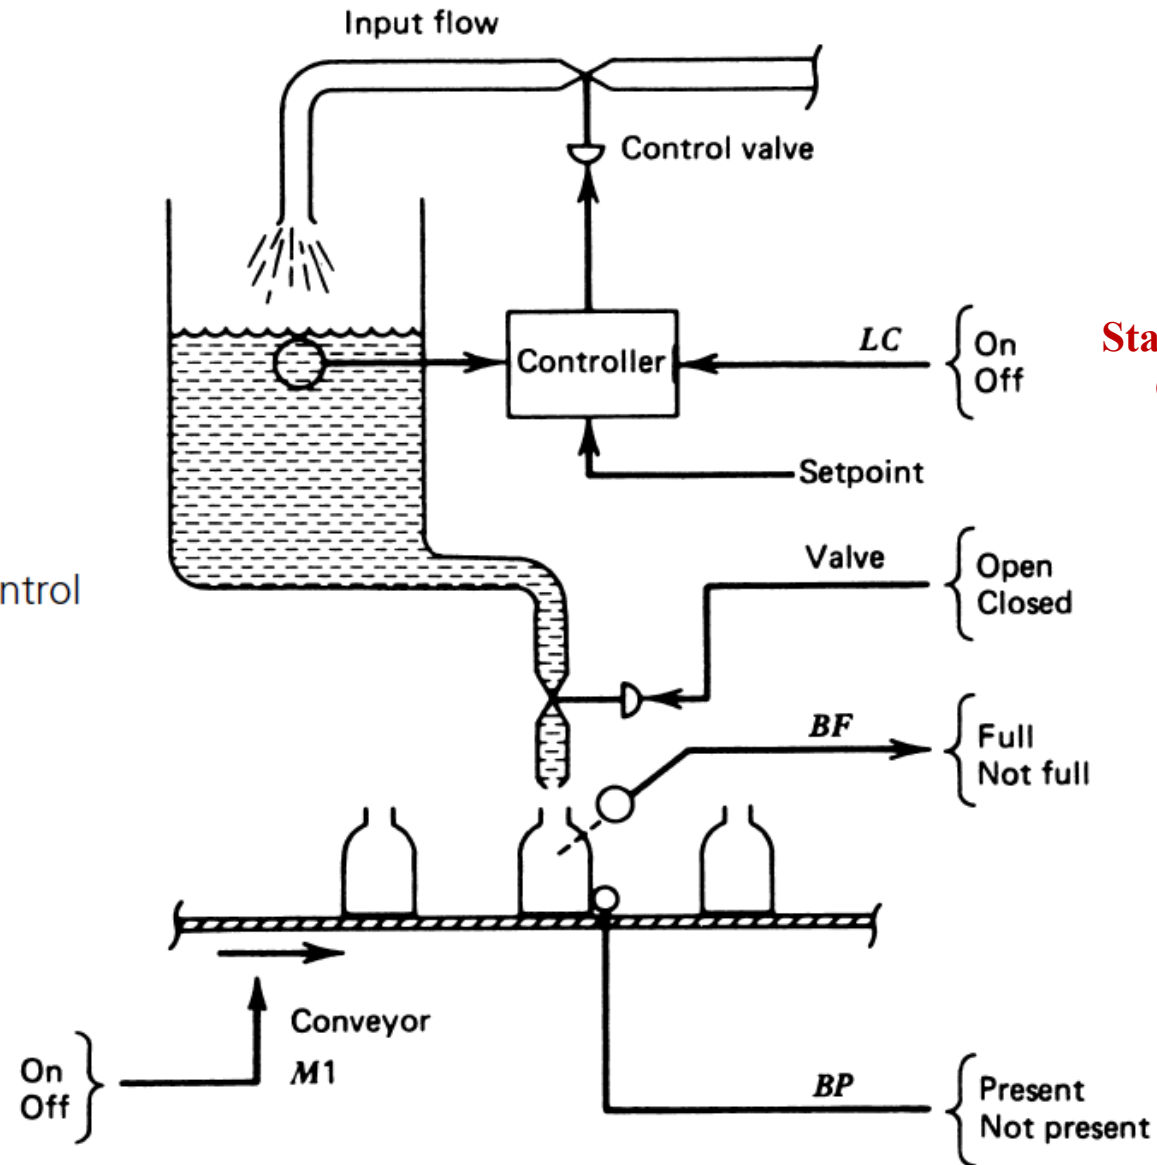 Input flow
Control valve
LC
On
Off
Controller
Setpoint
Valve
Open
Closed
BF
Full
Not full
Conveyor
M1
On
Off
BP
Present
Not present
ntrol
Sta